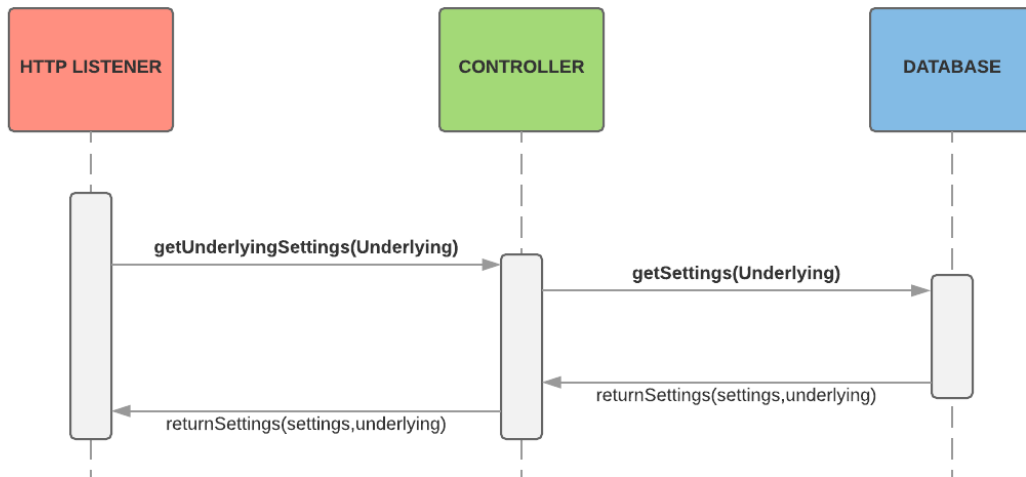 HTTP LISTENER
CONTROLLER
DATABASE
getUnderlyingSettings(Underlying)
getSettings(Underlying)
returnSettings(settings,underlying)
returnSettings(settings,underlying)